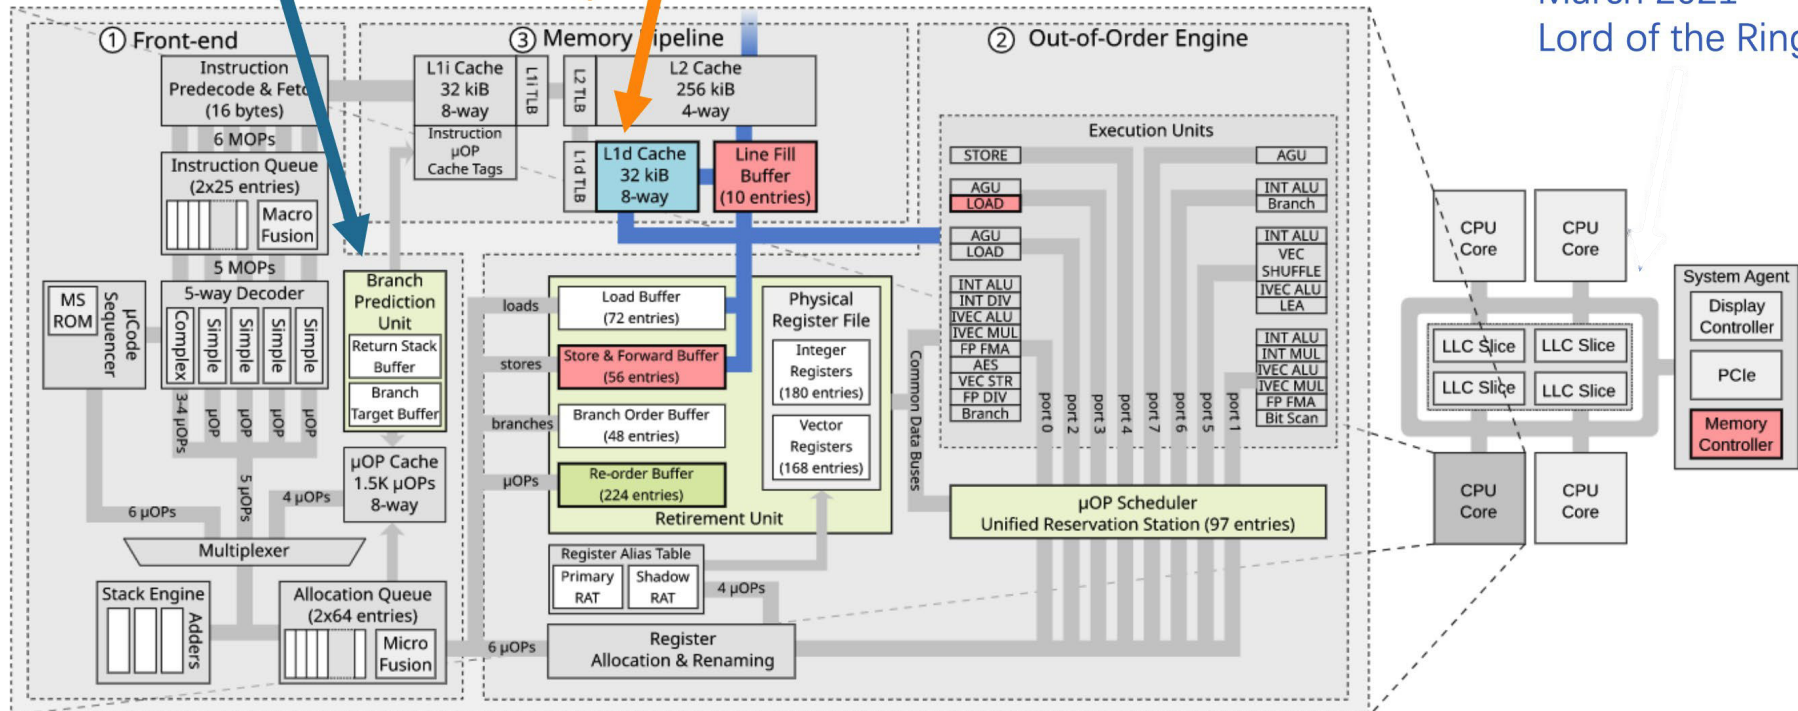 March 2021
Lord of the Ring
① Front-end
③ Memory Pipeline
② Out-of-Order Engine
Instruction
Predecode & Fetch
(16 bytes)
6 MOPs
Instruction Queue
(2x25 entries)
Macro
Fusion
5 MOPs
MS
ROM
µCode
Sequencer
5-way Decoder
Complex
Simple
Simple
Simple
Simple
3-4 µOPs
µOP
µOP
µOP
µOP
5 µOPs
6 µOPs
4 µOPs
Branch
Prediction
Unit
Return Stack
Buffer
Branch
Target Buffer
µOP Cache
1.5K µOPs
8-way
Multiplexer
Stack Engine
Adders
Allocation Queue
(2x64 entries)
Micro
Fusion
L1i Cache
32 kiB
8-way
L1i TLB
Instruction
µOP
Cache Tags
L2 TLB
L2 Cache
256 kiB
4-way
L1d TLB
L1d Cache
32 kiB
8-way
Line Fill
Buffer
(10 entries)
loads
stores
branches
µOPs
6 µOPs
Load Buffer
(72 entries)
Store & Forward Buffer
(56 entries)
Branch Order Buffer
(48 entries)
Re-order Buffer
(224 entries)
Physical
Register File
Integer
Registers
(180 entries)
Vector
Registers
(168 entries)
Retirement Unit
Register Alias Table
Primary
RAT
Shadow
RAT
4 µOPs
Register
Allocation & Renaming
Common Data Buses
Execution Units
STORE
AGU
LOAD
AGU
LOAD
INT ALU
INT DIV
IVEC ALU
IVEC MUL
FP FMA
AES
VEC STR
FP DIV
Branch
port 0
port 2
port 3
port 4
port 7
port 6
port 5
port 1
AGU
INT ALU
Branch
INT ALU
VEC
SHUFFLE
IVEC ALU
LEA
INT ALU
INT MUL
IVEC ALU
IVEC MUL
FP FMA
Bit Scan
µOP Scheduler
Unified Reservation Station (97 entries)
CPU
Core
CPU
Core
LLC Slice
LLC Slice
LLC Slice
LLC Slice
CPU
Core
CPU
Core
System Agent
Display
Controller
PCIe
Memory
Controller